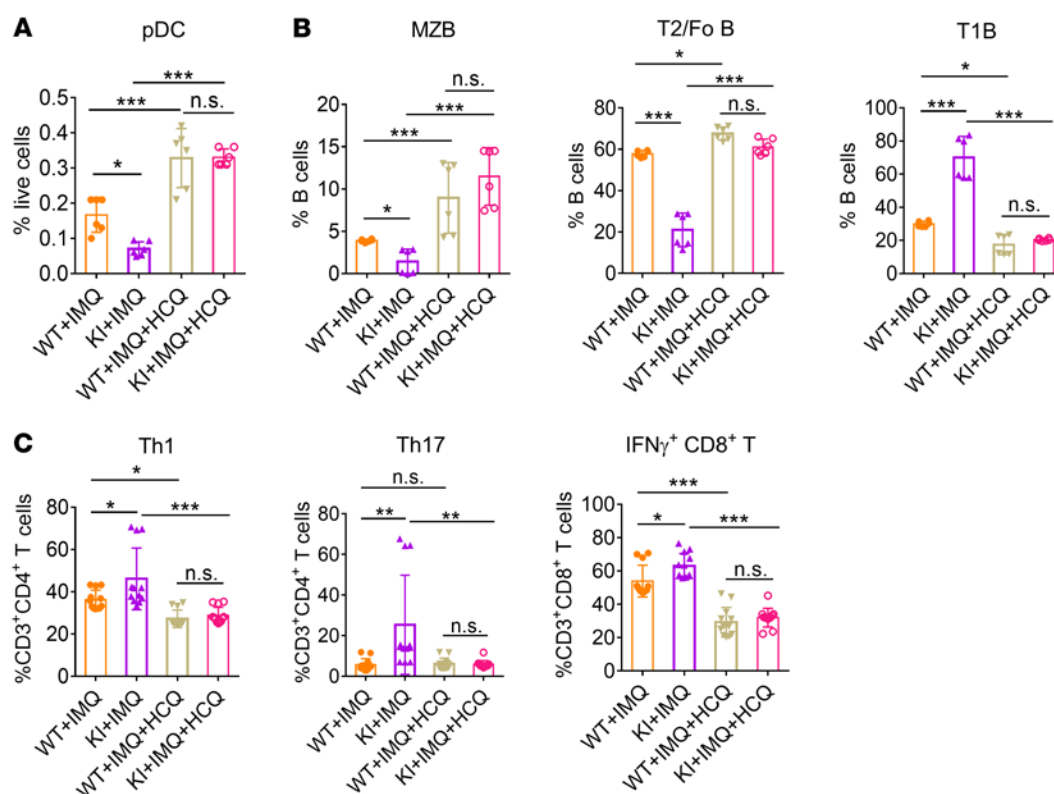 A
pDC
% live cells
0.5
0.4
0.3
0.2
0.1
0.0
***
***
n.s.
*
WT+IMQ
KI+IMQ
WT+IMQ+HCQ
KI+IMQ+HCQ
B
MZB
% B cells
20
15
10
5
0
n.s.
***
***
*
WT+IMQ
KI+IMQ
WT+IMQ+HCQ
KI+IMQ+HCQ
T2/Fo B
% B cells
80
60
40
20
0
*
***
***
n.s.
WT+IMQ
KI+IMQ
WT+IMQ+HCQ
KI+IMQ+HCQ
T1B
% B cells
100
80
60
40
20
0
*
***
***
n.s.
WT+IMQ
KI+IMQ
WT+IMQ+HCQ
KI+IMQ+HCQ
C
Th1
%CD3⁺CD4⁺ T cells
80
60
40
20
0
*
*
***
n.s.
WT+IMQ
KI+IMQ
WT+IMQ+HCQ
KI+IMQ+HCQ
Th17
%CD3⁺CD4⁺ T cells
80
60
40
20
0
n.s.
**
**
n.s.
WT+IMQ
KI+IMQ
WT+IMQ+HCQ
KI+IMQ+HCQ
IFNγ⁺ CD8⁺ T
%CD3⁺CD8⁺ T cells
100
80
60
40
20
0
***
*
***
n.s.
WT+IMQ
KI+IMQ
WT+IMQ+HCQ
KI+IMQ+HCQ